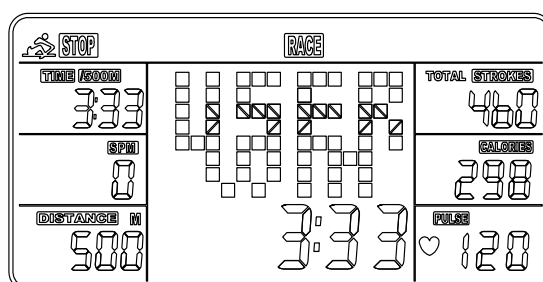 STOP RACE
TIME /500M
3:33
SPM
0
DISTANCE M
500
USER
3:33
TOTAL STROKES
460
CALORIES
298
PULSE
120